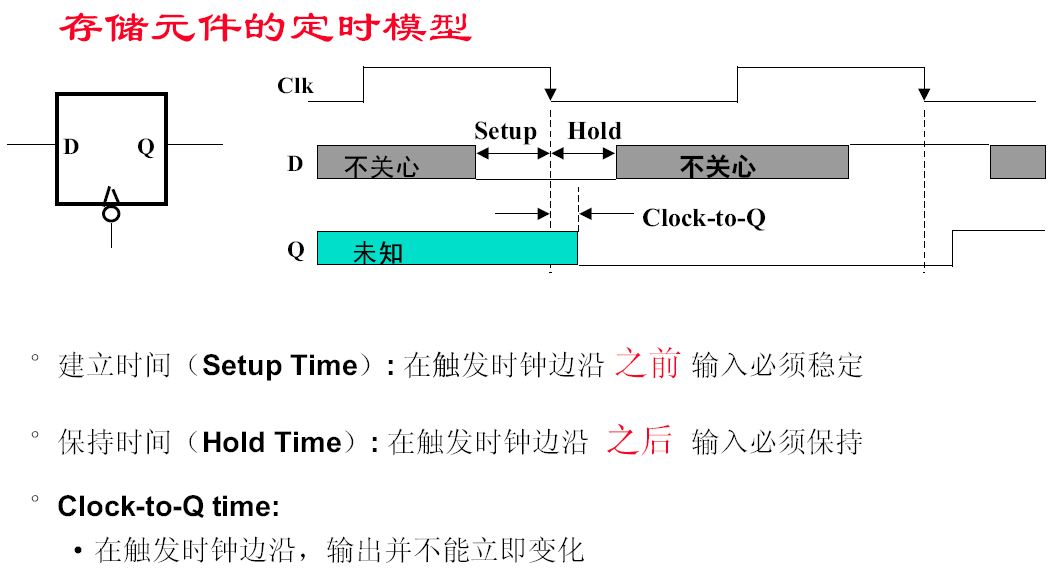 存储元件的定时模型
Clk
Setup Hold
D Q
D 不关心 不关心
Clock-to-Q
Q 未知
° 建立时间（Setup Time）: 在触发时钟边沿 之前 输入必须稳定
° 保持时间（Hold Time）: 在触发时钟边沿 之后 输入必须保持
° Clock-to-Q time:
• 在触发时钟边沿，输出并不能立即变化